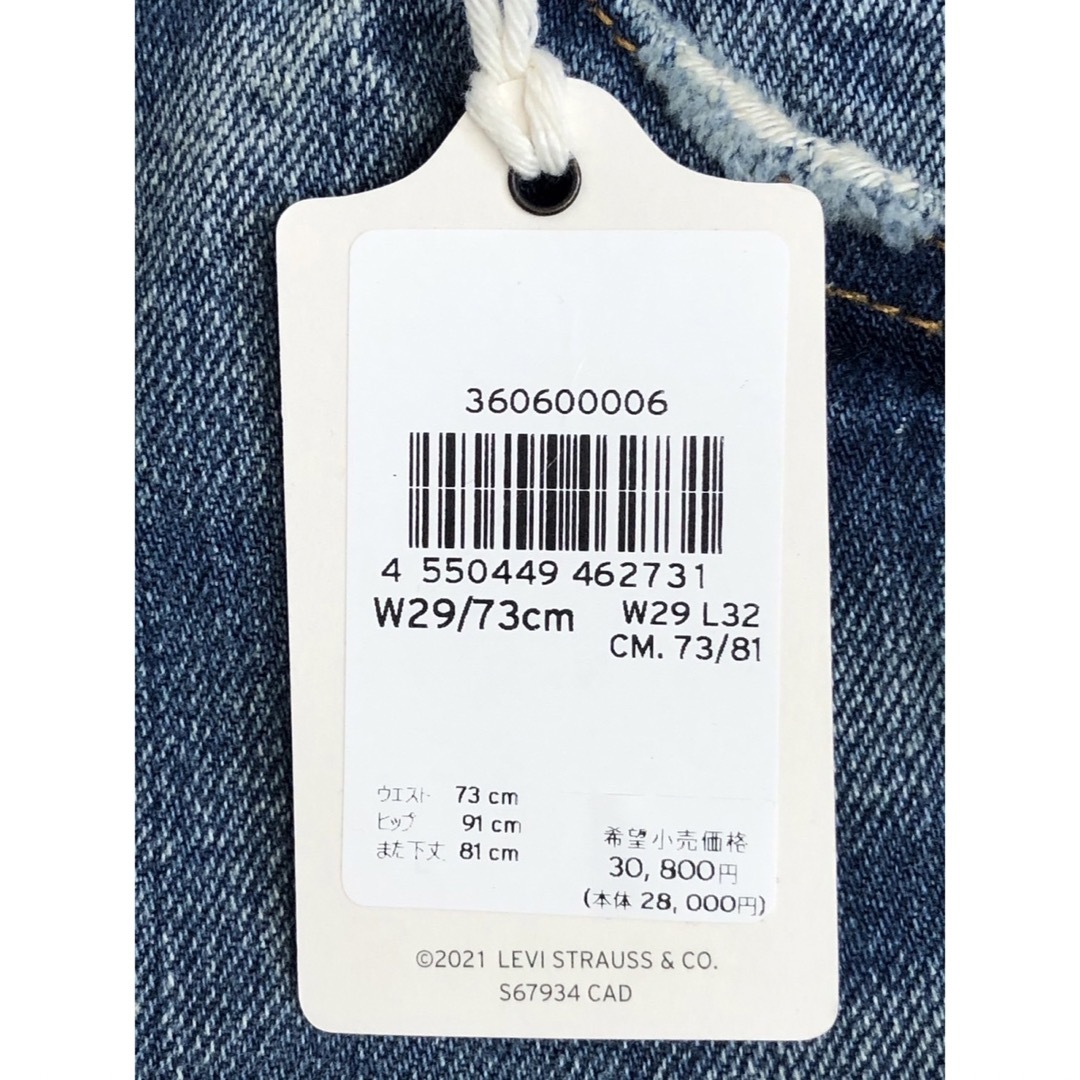 360600006
4 550449 462731
W29/73cm W29 L32
CM. 73/81
ウエスト 73 cm
ヒップ 91 cm
また下丈 81 cm
希望小売価格
30,800円
(本体 28,000円)
©2021 LEVI STRAUSS & CO.
S67934 CAD